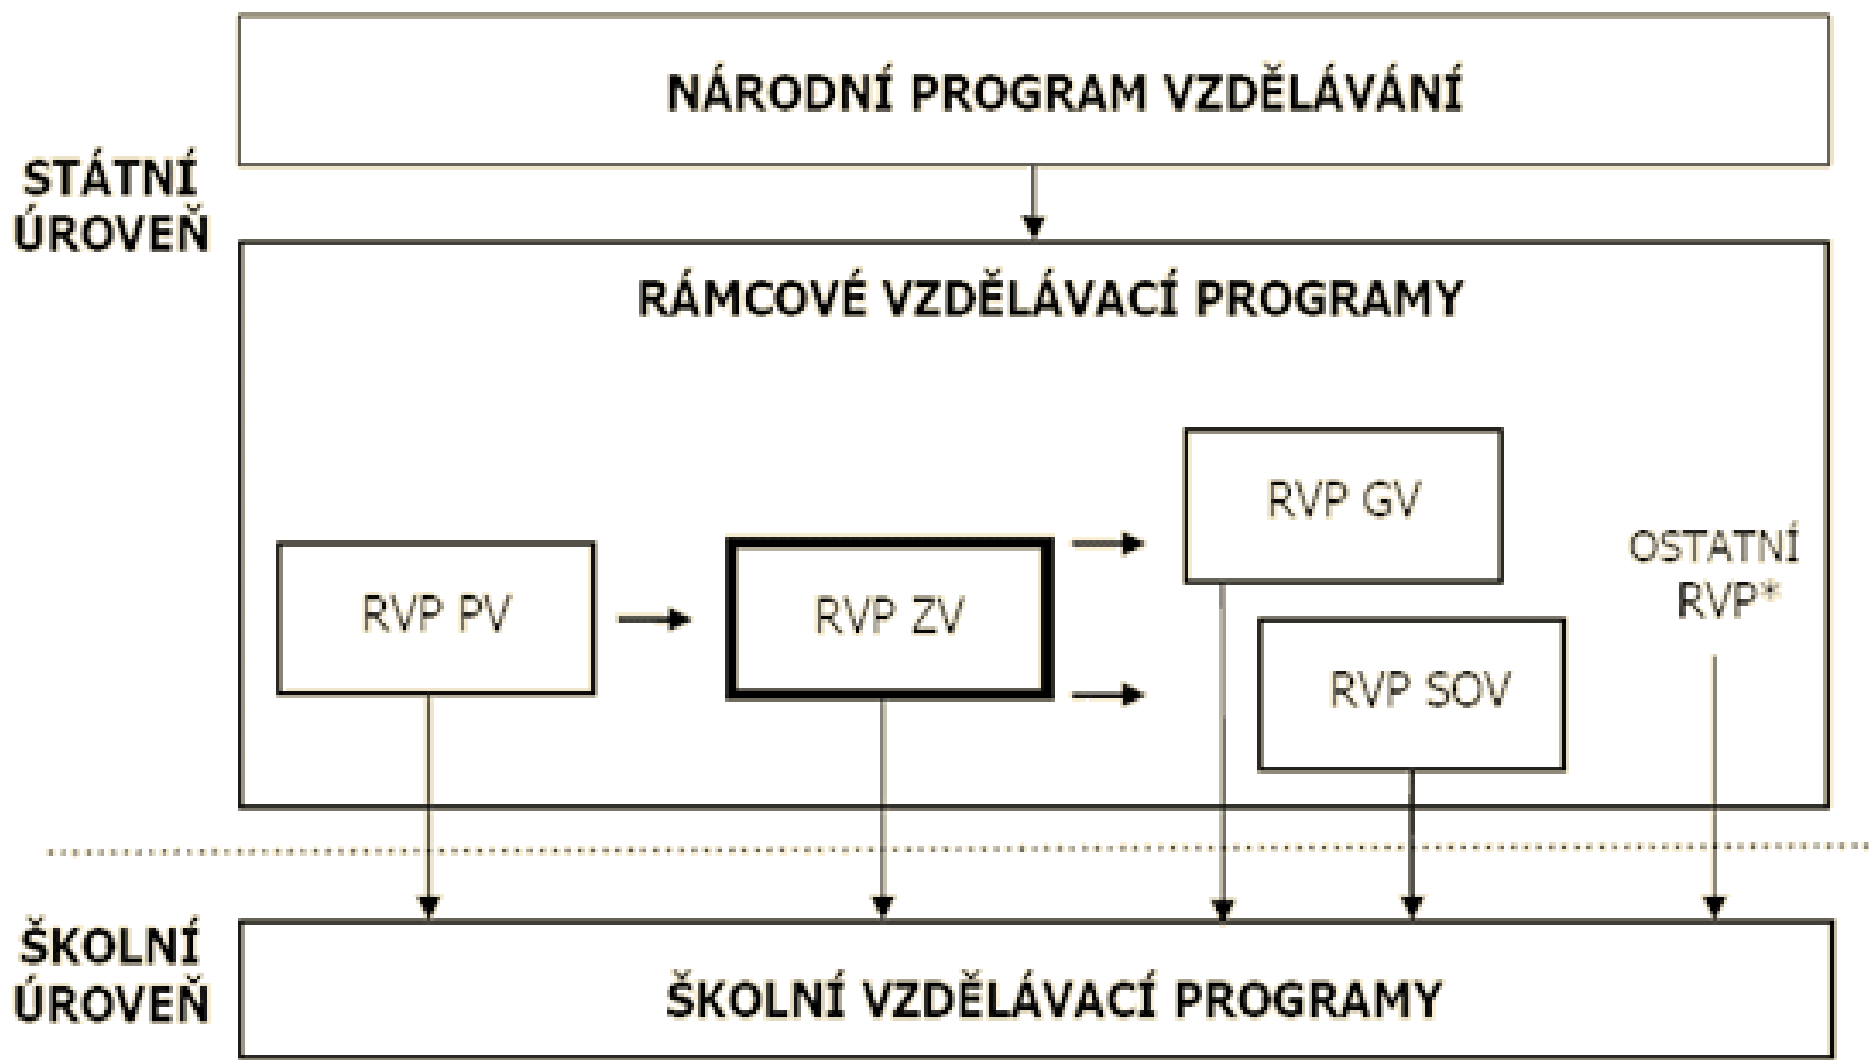 NÁRODNÍ PROGRAM VZDĚLÁVÁNÍ
STÁTNÍ
ÚROVEŇ
RÁMCOVÉ VZDĚLÁVACÍ PROGRAMY
RVP PV
RVP ZV
RVP GV
RVP SOV
OSTATNÍ
RVP*
ŠKOLNÍ
ÚROVEŇ
ŠKOLNÍ VZDĚLÁVACÍ PROGRAMY